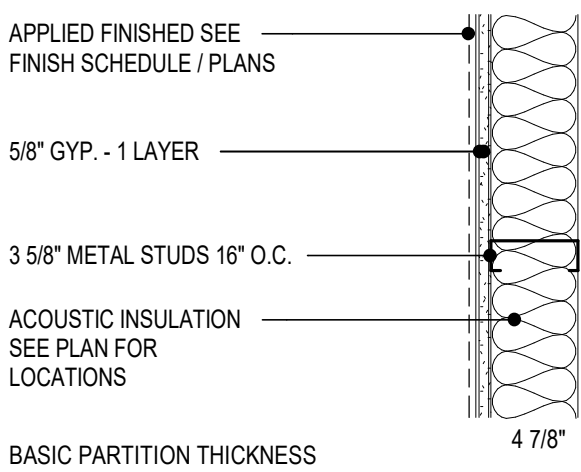 APPLIED FINISHED SEE
FINISH SCHEDULE / PLANS
5/8" GYP. - 1 LAYER
3 5/8" METAL STUDS 16" O.C.
ACOUSTIC INSULATION
SEE PLAN FOR
LOCATIONS
BASIC PARTITION THICKNESS
4 7/8"